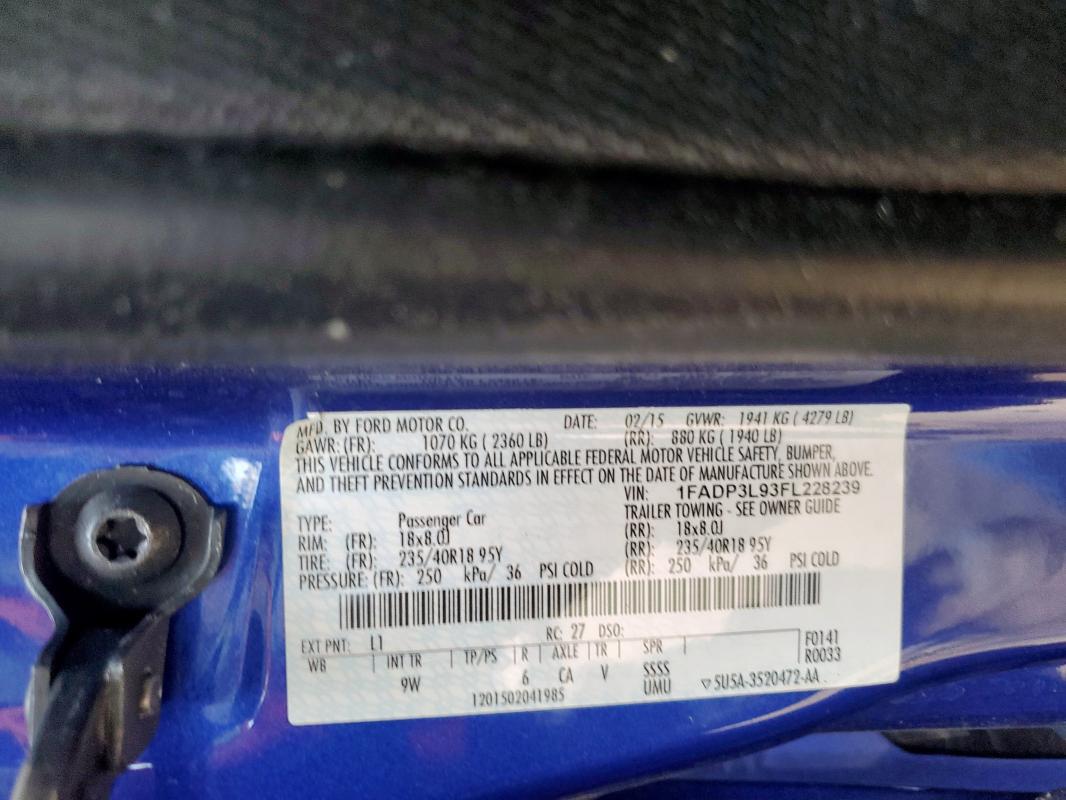 MFD. BY FORD MOTOR CO. DATE: 02/15 GVWR: 1941 KG ( 4279 LB)
GAWR: (FR): 1070 KG ( 2360 LB) (RR): 880 KG ( 1940 LB)
THIS VEHICLE CONFORMS TO ALL APPLICABLE FEDERAL MOTOR VEHICLE SAFETY, BUMPER,
AND THEFT PREVENTION STANDARDS IN EFFECT ON THE DATE OF MANUFACTURE SHOWN ABOVE.
VIN: 1FADP3L93FL228239
TYPE: Passenger Car TRAILER TOWING - SEE OWNER GUIDE
RIM: (FR): 18x8.0J (RR): 18x8.0J
TIRE: (FR): 235/40R18 95Y (RR): 235/40R18 95Y
PRESSURE: (FR): 250 kPa/ 36 PSI COLD (RR): 250 kPa/ 36 PSI COLD
EXT PNT: L1 RC: 27 DSO: F0141
WB INT TR TP/PS R AXLE TR SPR R0033
9W 6 CA V SSSS
1201502041985 UMU ▽5U5A-3520472-AA